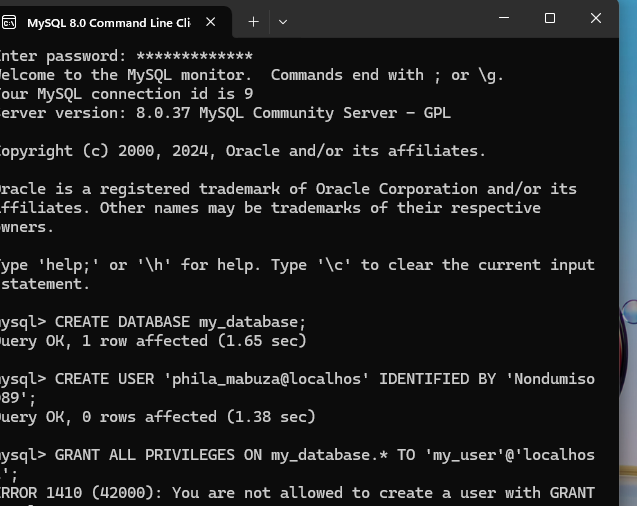 MySQL 8.0 Command Line Cli
nter password: *************
elcome to the MySQL monitor.  Commands end with ; or \g.
our MySQL connection id is 9
erver version: 8.0.37 MySQL Community Server - GPL
opyright (c) 2000, 2024, Oracle and/or its affiliates.
racle is a registered trademark of Oracle Corporation and/or its
ffiliates. Other names may be trademarks of their respective
wners.
ype 'help;' or '\h' for help. Type '\c' to clear the current input
statement.
ysql> CREATE DATABASE my_database;
uery OK, 1 row affected (1.65 sec)
ysql> CREATE USER 'phila_mabuza@localhos' IDENTIFIED BY 'Nondumiso
89';
uery OK, 0 rows affected (1.38 sec)
ysql> GRANT ALL PRIVILEGES ON my_database.* TO 'my_user'@'localhos
';
RROR 1410 (42000): You are not allowed to create a user with GRANT